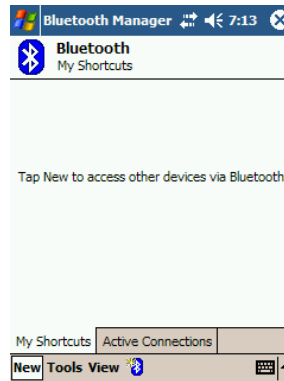 Bluetooth Manager 7:13
Bluetooth
My Shortcuts
Tap New to access other devices via Bluetooth
My Shortcuts Active Connections
New Tools View